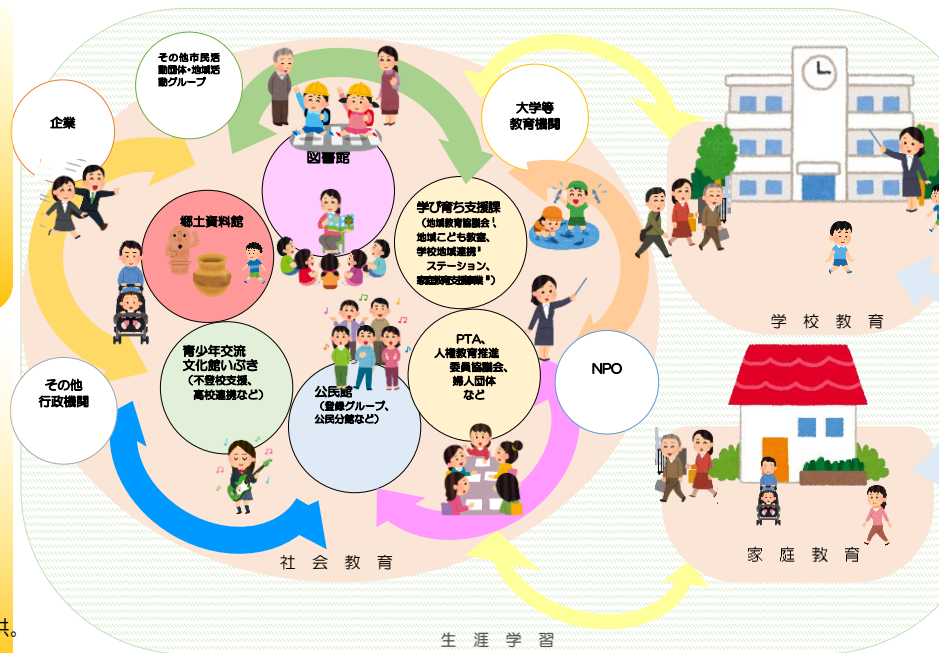 その他市民活
動団体・地域活
動グループ
企業
大学等
教育機関
図書館
郷土資料館
学び育ち支援課
（地域教育協議会、
地域こども教室、
学校地域連携
ステーション、
家庭教育支援事業）
学校教育
青少年交流
文化館いぶき
（不登校支援、
高校連携など）
PTA、
人権教育推進
委員協議会、
婦人団体
など
NPO
その他
行政機関
公民館
（登録グループ、
公民分館など）
家庭教育
社会教育
供。
生涯学習